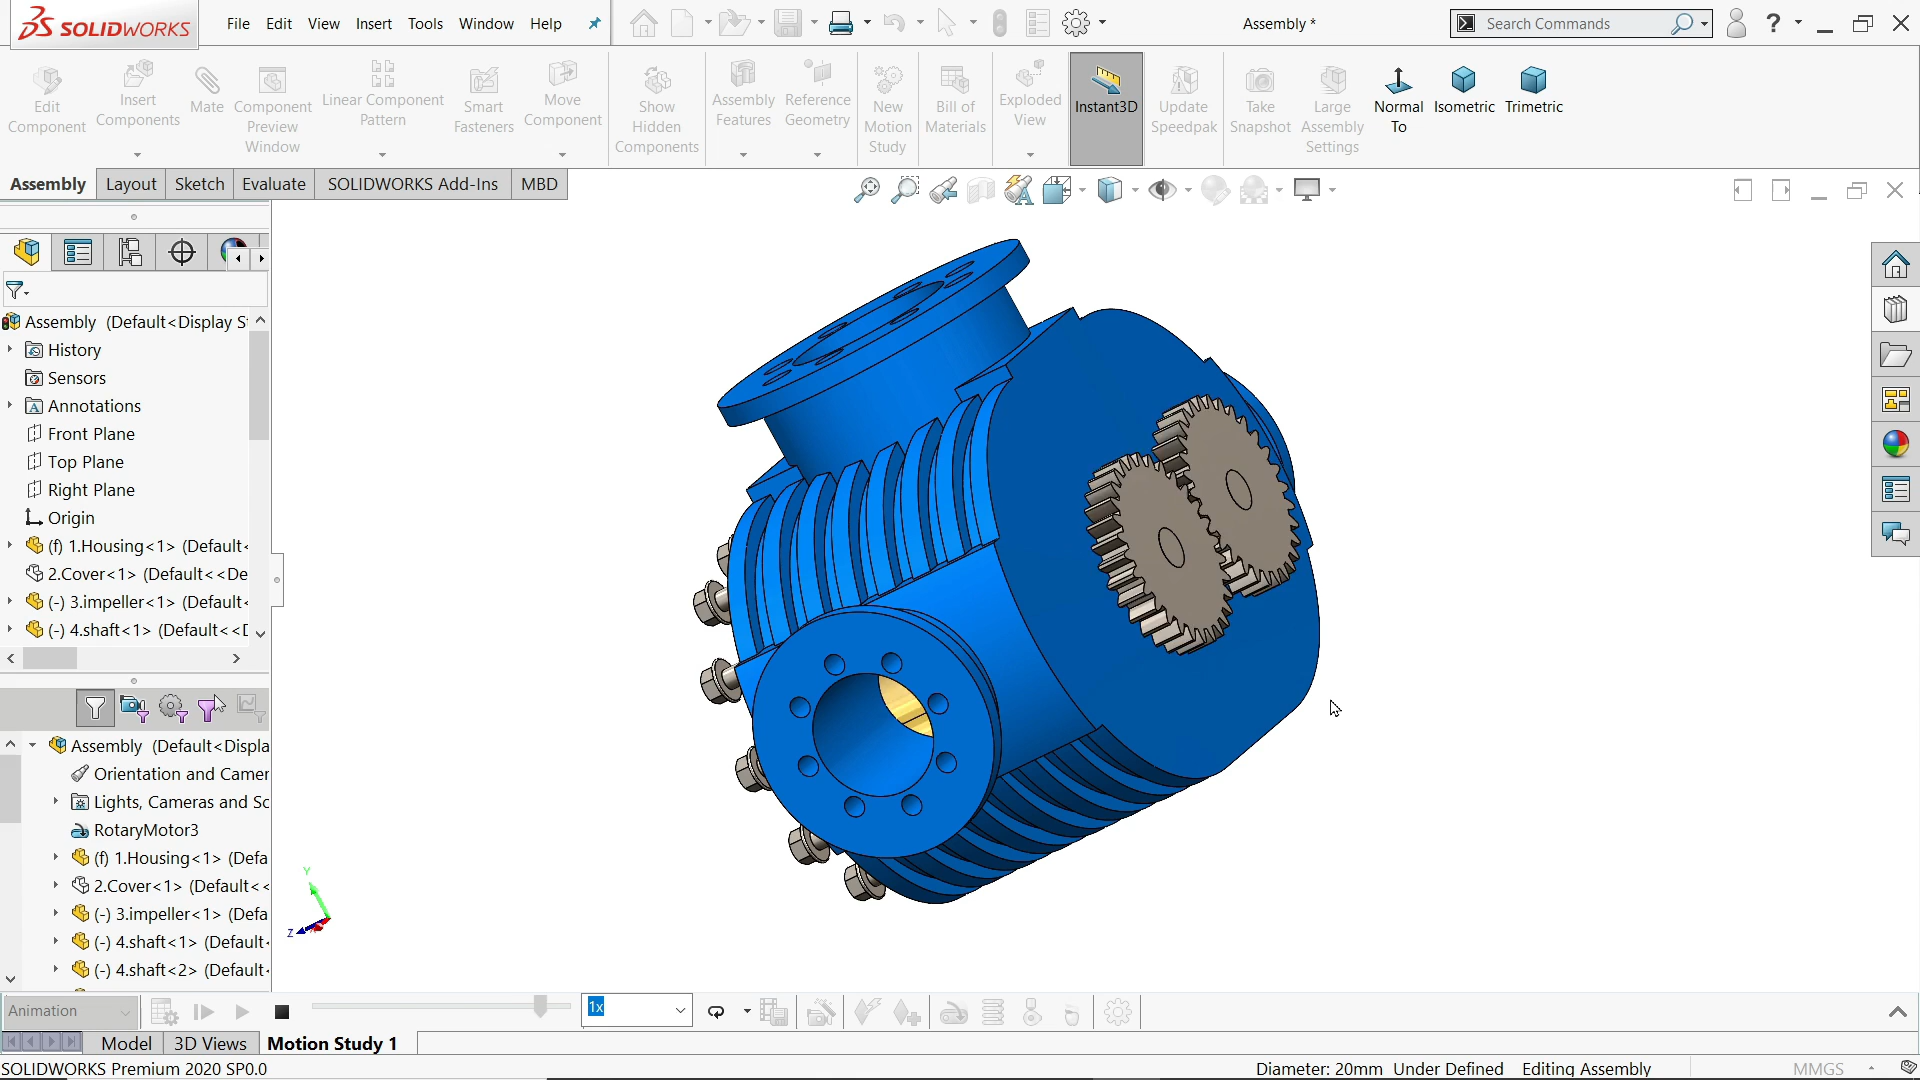 SOLIDWORKS File Edit View Insert Tools Window Help Assembly * Search Commands ?
Edit Component
Insert Components
Mate
Component Preview Window
Linear Component Pattern
Smart Fasteners
Move Component
Show Hidden Components
Assembly Features
Reference Geometry
New Motion Study
Bill of Materials
Exploded View
Instant3D
Update Speedpak
Take Snapshot
Large Assembly Settings
Normal To
Isometric
Trimetric
Assembly Layout Sketch Evaluate SOLIDWORKS Add-Ins MBD
Assembly (Default<Display S
History
Sensors
Annotations
Front Plane
Top Plane
Right Plane
Origin
(f) 1.Housing<1> (Default<
2.Cover<1> (Default<<De
(-) 3.impeller<1> (Default<
(-) 4.shaft<1> (Default<<D
Assembly (Default<Displa
Orientation and Camer
Lights, Cameras and Sc
RotaryMotor3
(f) 1.Housing<1> (Defa
2.Cover<1> (Default<<
(-) 3.impeller<1> (Defa
(-) 4.shaft<1> (Default<
(-) 4.shaft<2> (Default<
Y
Z
Animation 1x
Model 3D Views Motion Study 1
SOLIDWORKS Premium 2020 SP0.0 Diameter: 20mm Under Defined Editing Assembly MMGS